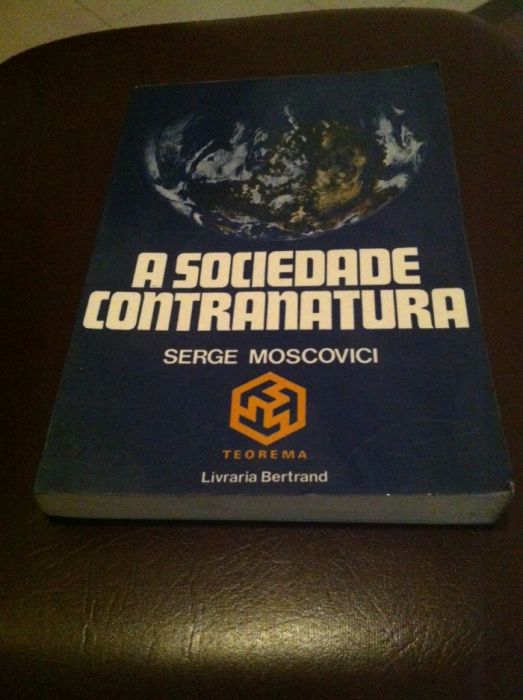 A SOCIEDADE
CONTRANATURA
SERGE MOSCOVICI
TEOREMA
Livraria Bertrand